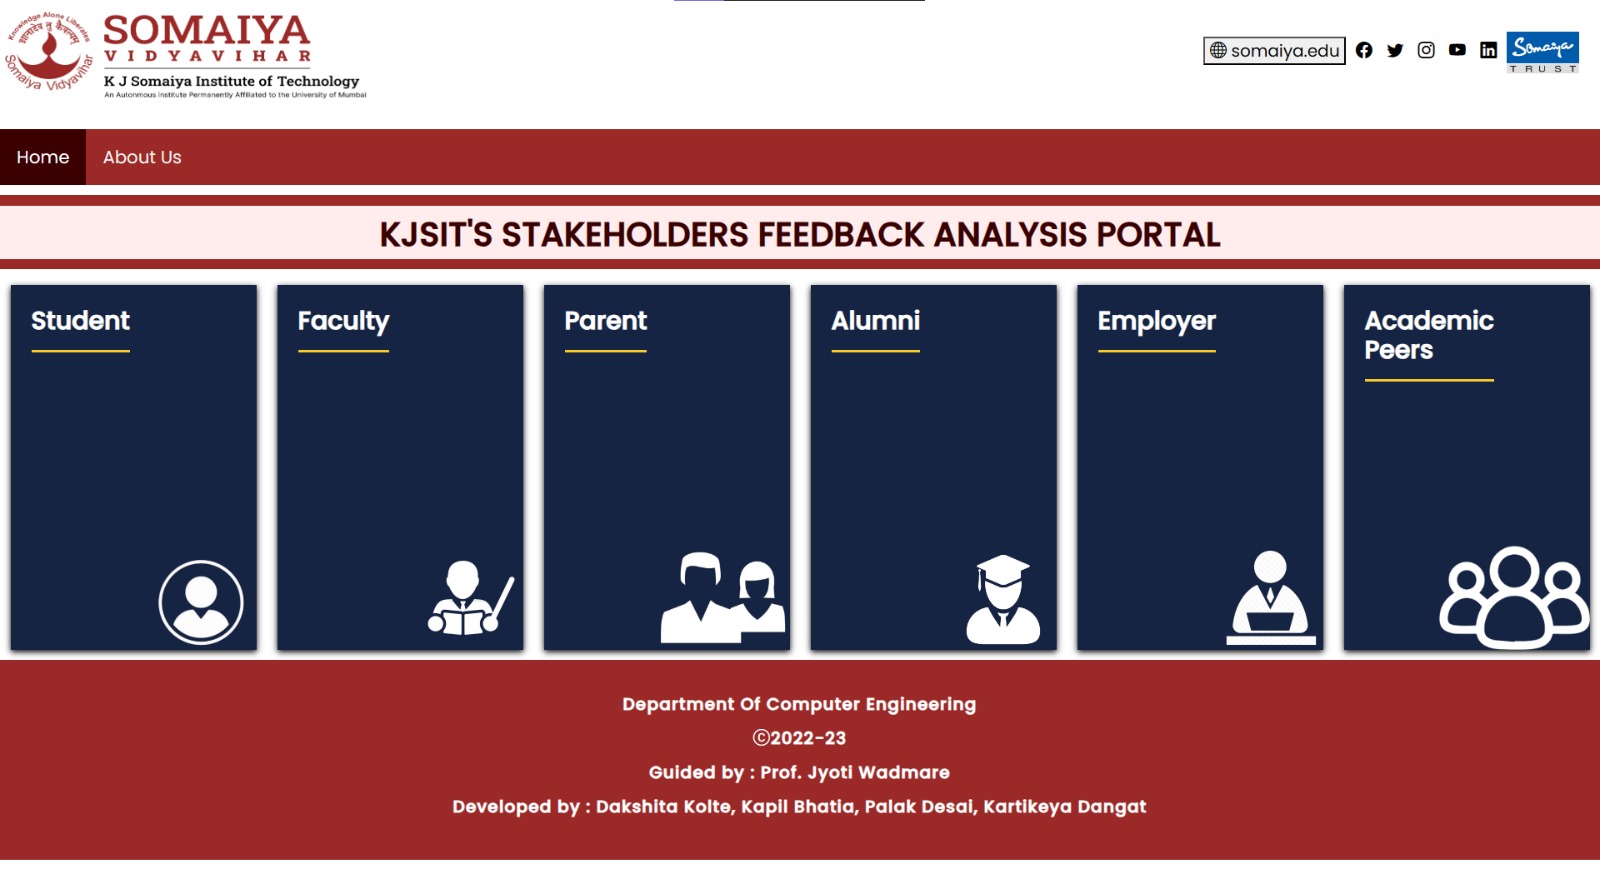 Knowledge Alone Liberates
Somaiya Vidyavihar
SOMAIYA
VIDYAVIHAR
K J Somaiya Institute of Technology
An Autonmous Institute Permanently Affiliated to the University of Mumbai
somaiya.edu
Somaiya
TRUST
Home
About Us
KJSIT'S STAKEHOLDERS FEEDBACK ANALYSIS PORTAL
Student
Faculty
Parent
Alumni
Employer
Academic
Peers
Department Of Computer Engineering
©2022-23
Guided by : Prof. Jyoti Wadmare
Developed by : Dakshita Kolte, Kapil Bhatia, Palak Desai, Kartikeya Dangat